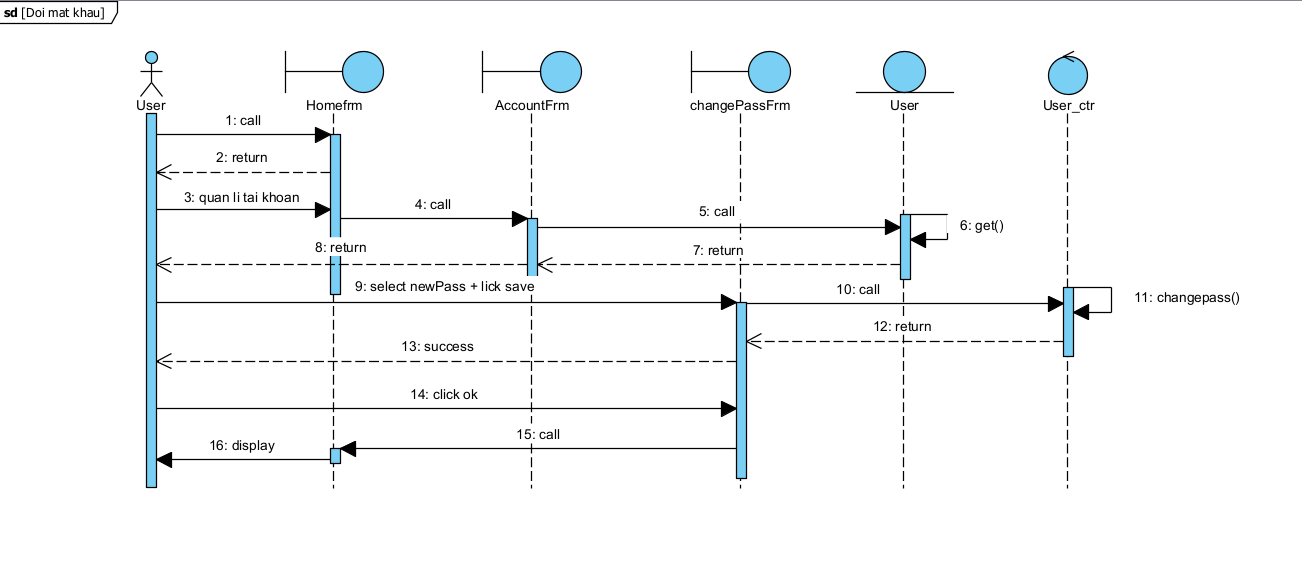 sd [Doi mat khau]
User
Homefrm
AccountFrm
changePassFrm
User
User_ctr
1: call
2: return
3: quan li tai khoan
4: call
5: call
6: get()
8: return
7: return
9: select newPass + lick save
10: call
11: changepass()
12: return
13: success
14: click ok
15: call
16: display